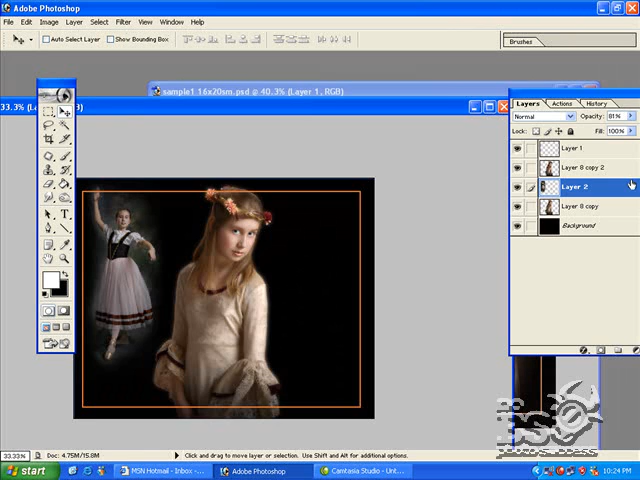 Adobe Photoshop
File Edit Image Layer Select Filter View Window Help
Auto Select Layer Show Bounding Box
Brushes
sample1 16x20sm.psd @ 40.3% (Layer 1, RGB)
33.3% (L
8)
Layers Actions History
Normal Opacity: 81%
Lock: Fill: 100%
Layer 1
Layer 8 copy 2
Layer 2
Layer 8 copy
Background
T
33.33% Doc: 4.75M/15.8M Click and drag to move layer or selection. Use Shift and Alt for additional options.
start MSN Hotmail - Inbox - ... Adobe Photoshop Camtasia Studio - Unt... 10:24 PM